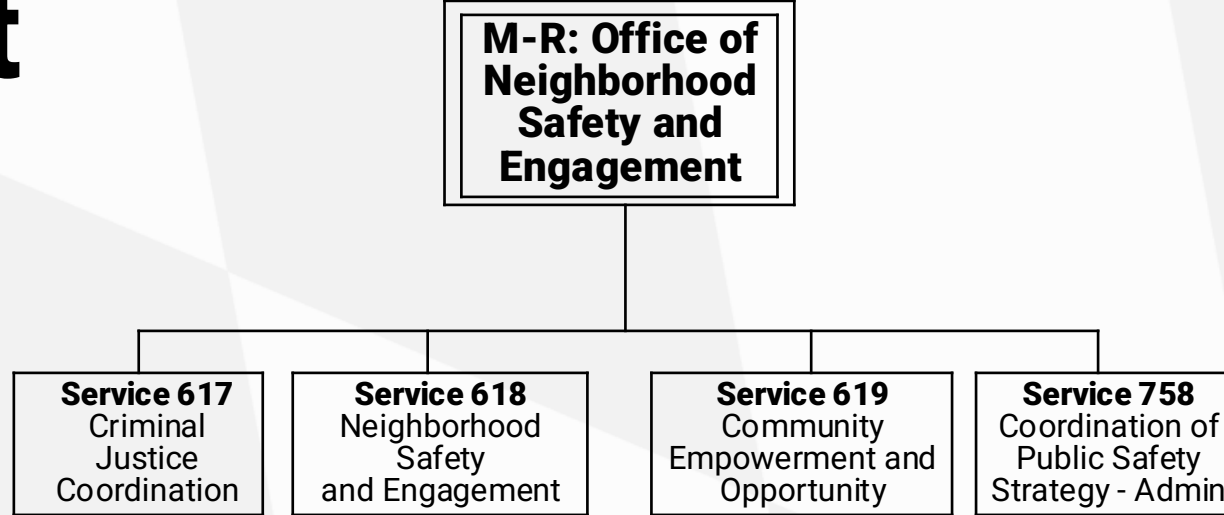 t
M-R: Office of
Neighborhood
Safety and
Engagement
Service 617
Criminal
Justice
Coordination
Service 618
Neighborhood
Safety
and Engagement
Service 619
Community
Empowerment and
Opportunity
Service 758
Coordination of
Public Safety
Strategy - Admin